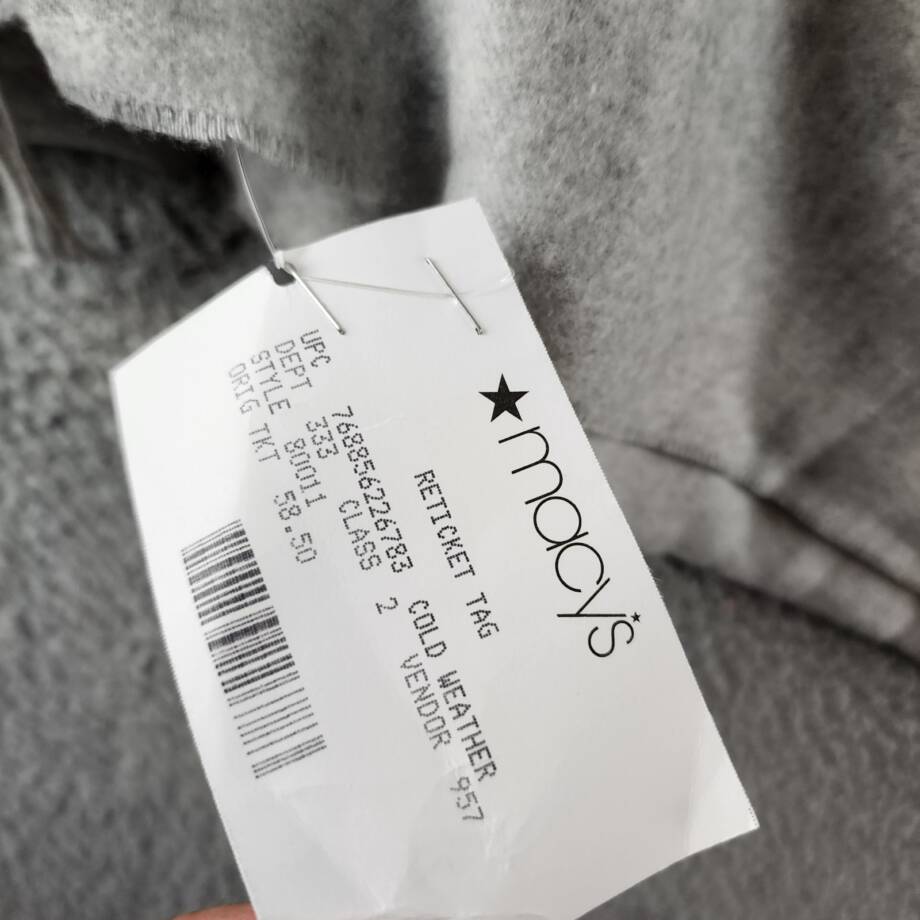 ★macy's
RETICKET TAG
UPC 768856226783 COLD WEATHER
DEPT 333 CLASS 2 VENDOR 957
STYLE 80011
ORIG TKT 58.50